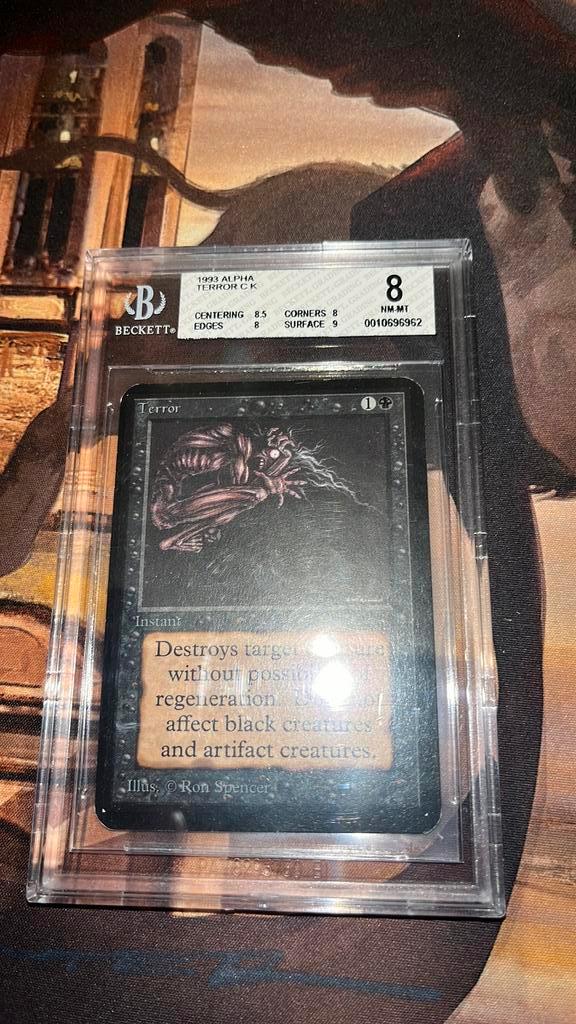 1993 ALPHA
TERROR C K
CENTERING 8.5 CORNERS 8
EDGES 8 SURFACE 9
8
NM-MT
0010696962
B
BECKETT®
Terror 1
Instant
Destroys target
without
regeneration.
affect black creatures
and artifact creatures.
Illus. © Ron Spencer